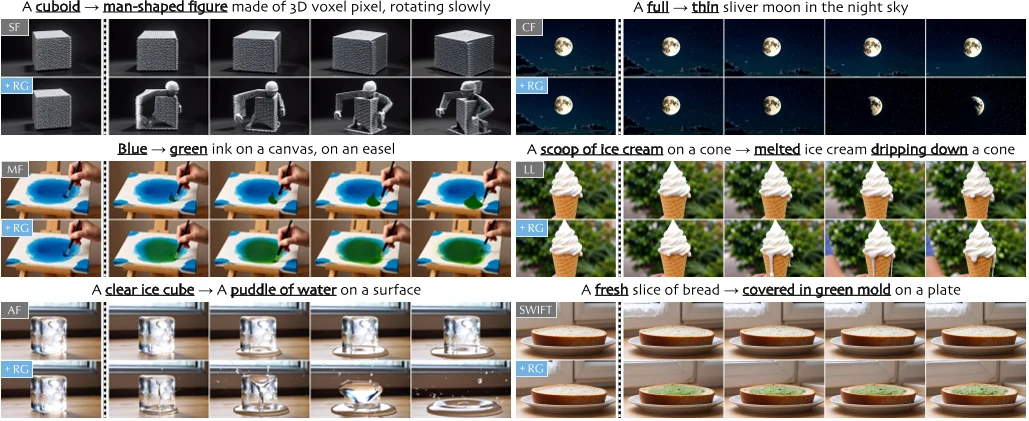 A cuboid → man-shaped figure made of 3D voxel pixel, rotating slowly
SF
+ RG
A full → thin sliver moon in the night sky
CF
+ RG
Blue → green ink on a canvas, on an easel
MF
+ RG
A scoop of ice cream on a cone → melted ice cream dripping down a cone
LL
+ RG
A clear ice cube → A puddle of water on a surface
AF
+ RG
A fresh slice of bread → covered in green mold on a plate
SWIFT
+ RG